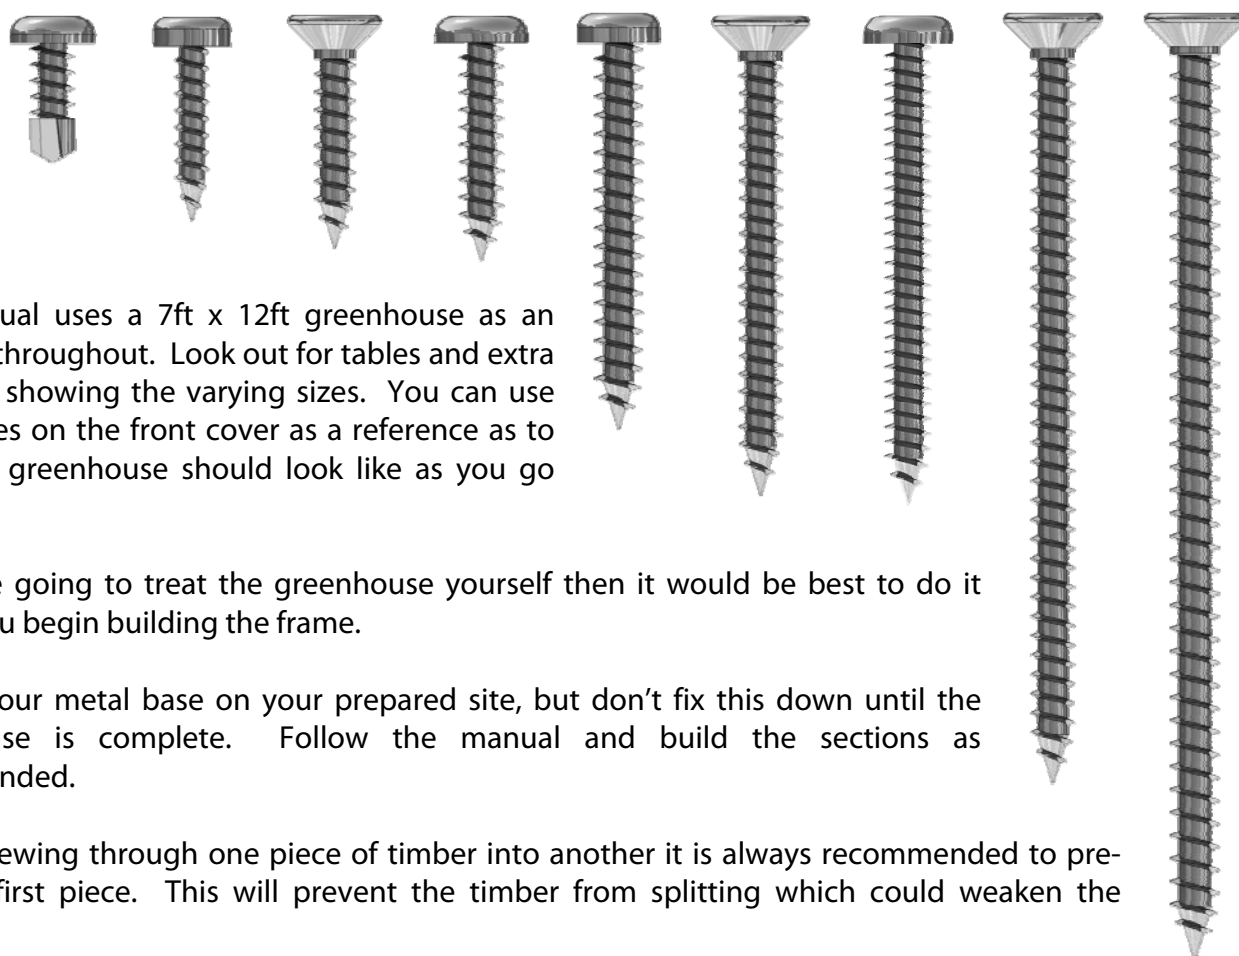 ual uses a 7ft x 12ft greenhouse as an
throughout. Look out for tables and extra
showing the varying sizes. You can use
es on the front cover as a reference as to
greenhouse should look like as you go
e going to treat the greenhouse yourself then it would be best to do it
u begin building the frame.
our metal base on your prepared site, but don’t fix this down until the
se is complete. Follow the manual and build the sections as
nded.
ewing through one piece of timber into another it is always recommended to pre-
first piece. This will prevent the timber from splitting which could weaken the